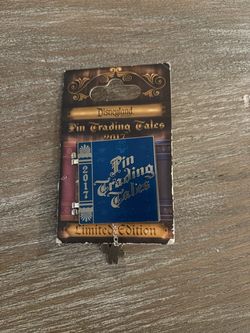 Disneyland
Pin Trading Tales
2017
2017
Pin
Trading
Tales
Limited Edition